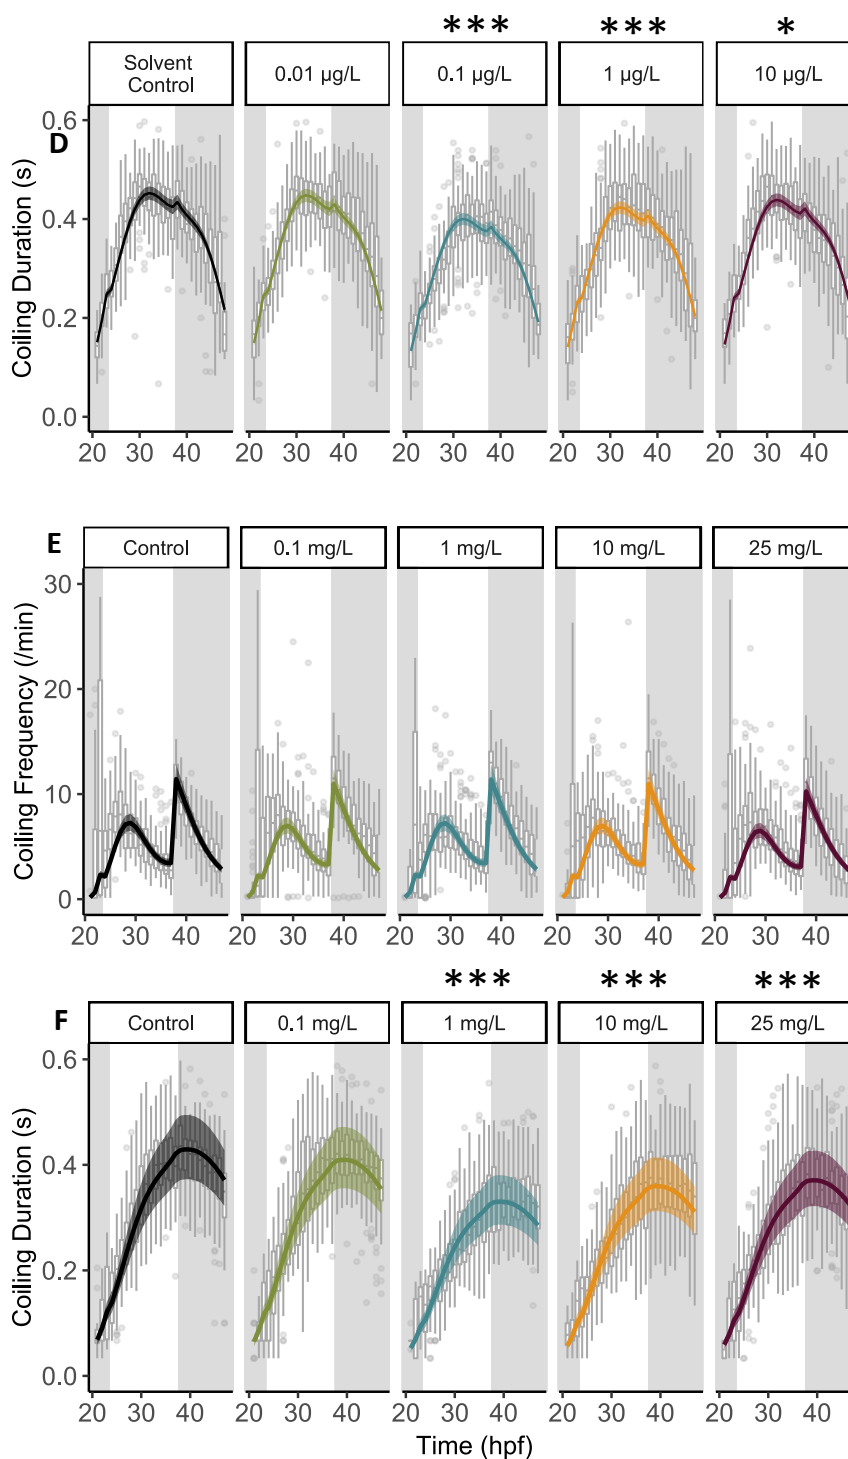 *** *** *
Solvent Control 0.01 µg/L 0.1 µg/L 1 µg/L 10 µg/L
D
Coiling Duration (s)
0.6
0.4
0.2
0.0
20 30 40 20 30 40 20 30 40 20 30 40 20 30 40
E
Control 0.1 mg/L 1 mg/L 10 mg/L 25 mg/L
Coiling Frequency (/min)
30
20
10
0
20 30 40 20 30 40 20 30 40 20 30 40 20 30 40
*** *** ***
F
Control 0.1 mg/L 1 mg/L 10 mg/L 25 mg/L
Coiling Duration (s)
0.6
0.4
0.2
0.0
20 30 40 20 30 40 20 30 40 20 30 40 20 30 40
Time (hpf)